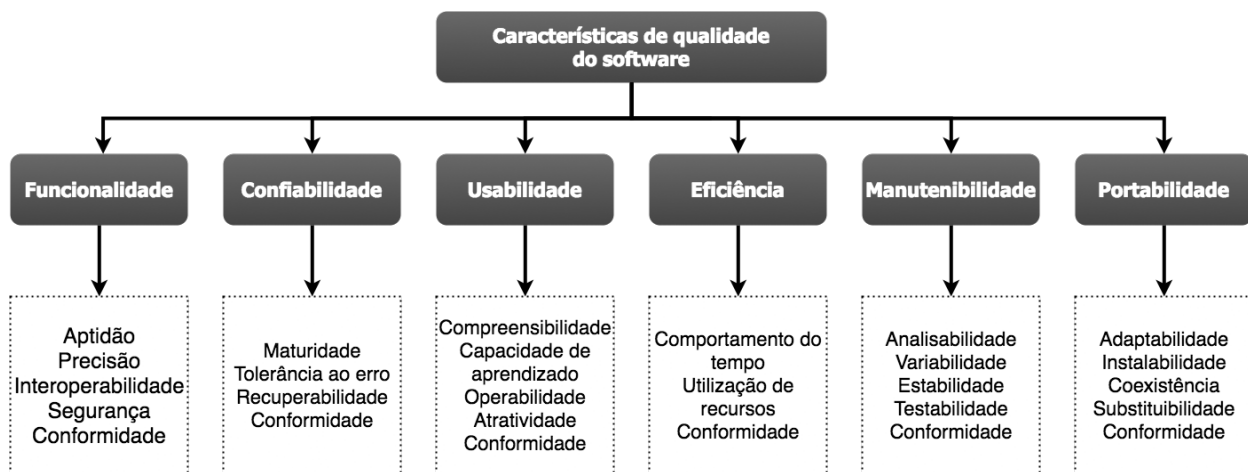 Características de qualidade
do software
Funcionalidade
Confiabilidade
Usabilidade
Eficiência
Manutenibilidade
Portabilidade
Aptidão
Precisão
Interoperabilidade
Segurança
Conformidade
Maturidade
Tolerância ao erro
Recuperabilidade
Conformidade
Compreensibilidade
Capacidade de
aprendizado
Operabilidade
Atratividade
Conformidade
Comportamento do
tempo
Utilização de
recursos
Conformidade
Analisabilidade
Variabilidade
Estabilidade
Testabilidade
Conformidade
Adaptabilidade
Instalabilidade
Coexistência
Substituibilidade
Conformidade